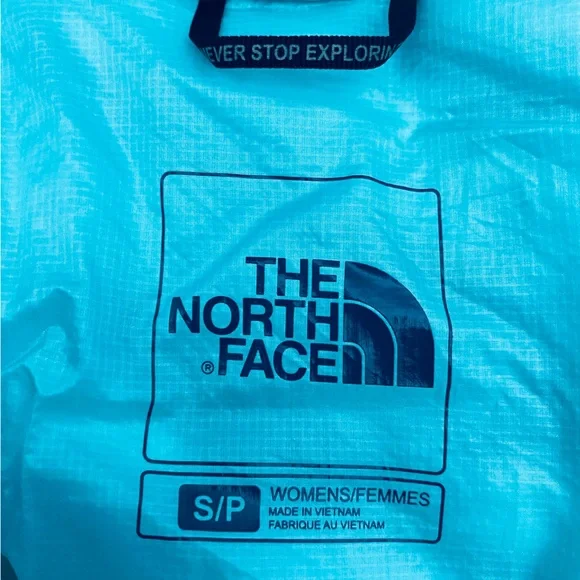 NEVER STOP EXPLORING
THE
NORTH
® FACE
S/P
WOMENS/FEMMES
MADE IN VIETNAM
FABRIQUE AU VIETNAM